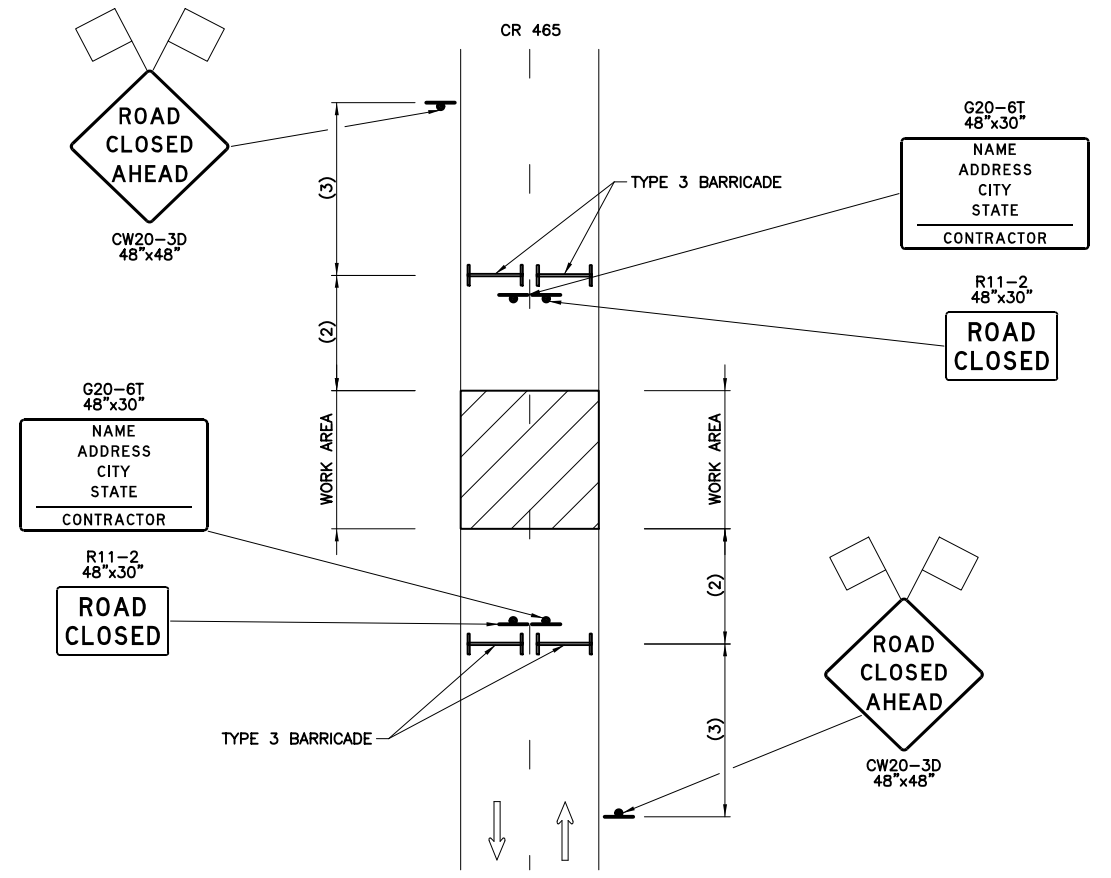 CR 465
ROAD
CLOSED
AHEAD
CW20-3D
48"x48"
(3)
TYPE 3 BARRICADE
G20-6T
48"x30"
NAME
ADDRESS
CITY
STATE
CONTRACTOR
R11-2
48"x30"
ROAD
CLOSED
(2)
WORK AREA
WORK AREA
G20-6T
48"x30"
NAME
ADDRESS
CITY
STATE
CONTRACTOR
R11-2
48"x30"
ROAD
CLOSED
(2)
TYPE 3 BARRICADE
(3)
ROAD
CLOSED
AHEAD
CW20-3D
48"x48"